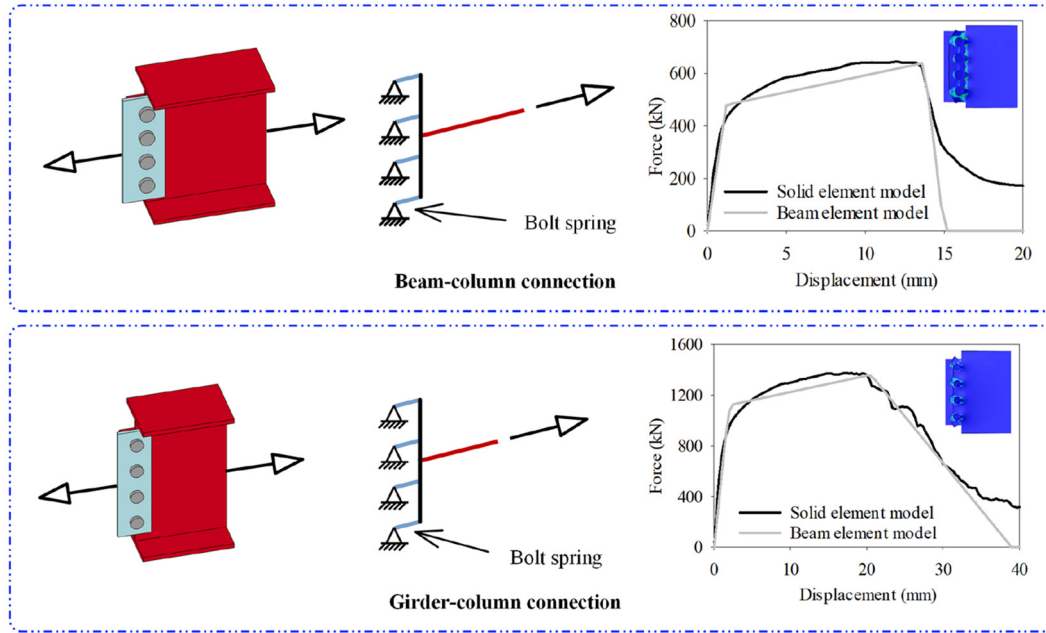 Bolt spring
Beam-column connection
800
600
400
200
0
Force (kN)
Solid element model
Beam element model
0 5 10 15 20
Displacement (mm)
Bolt spring
Girder-column connection
1600
1200
800
400
0
Force (kN)
Solid element model
Beam element model
0 10 20 30 40
Displacement (mm)